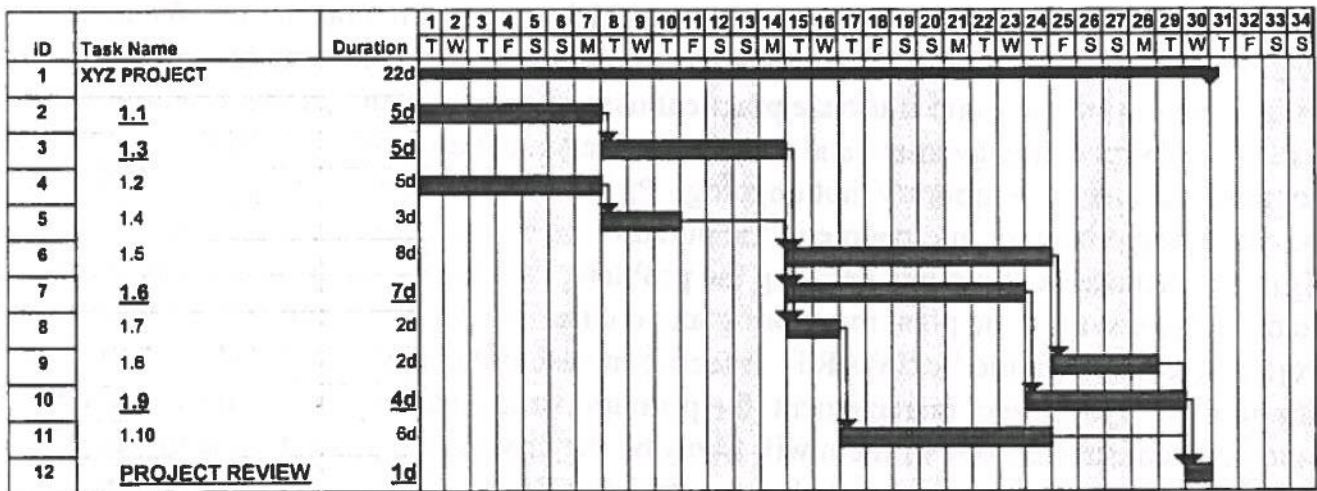 1 2 3 4 5 6 7 8 9 10 11 12 13 14 15 16 17 18 19 20 21 22 23 24 25 26 27 28 29 30 31 32 33 34
ID Task Name Duration T W T F S S M T W T F S S M T W T F S S M T W T F S S M T W T F S S
1 XYZ PROJECT 22d
2 1.1 5d
3 1.3 5d
4 1.2 5d
5 1.4 3d
6 1.5 8d
7 1.6 7d
8 1.7 2d
9 1.8 2d
10 1.9 4d
11 1.10 6d
12 PROJECT REVIEW 1d